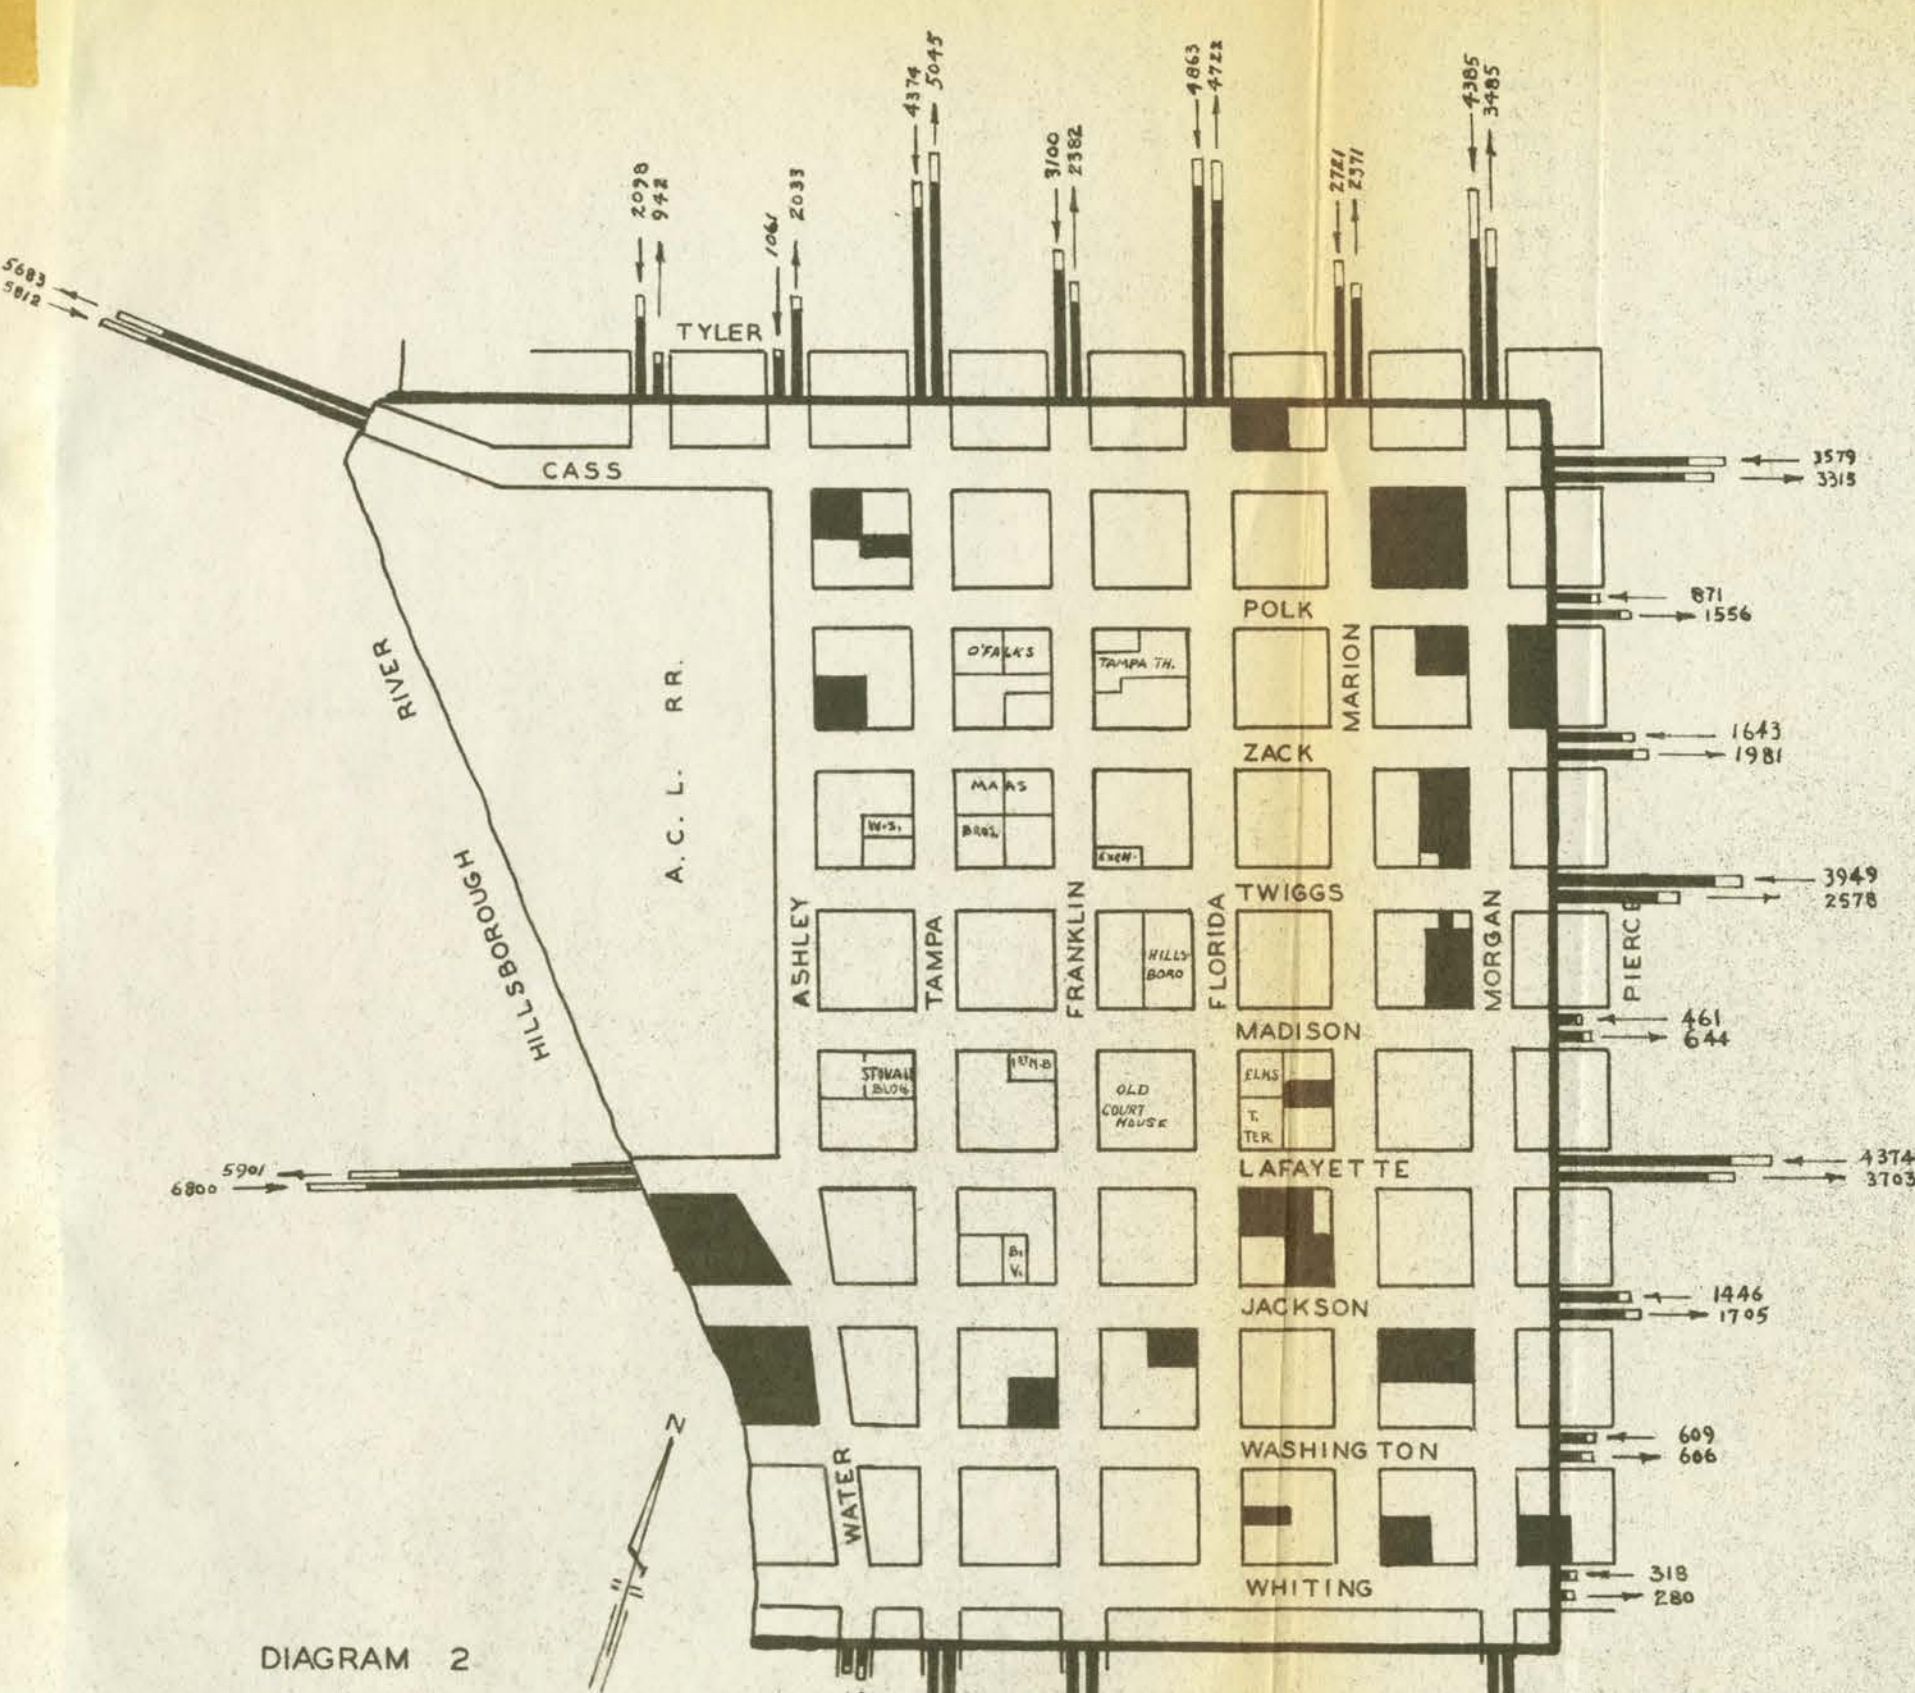 2098
942
1061
2033
4374
5045
3100
2382
4863
4722
2721
2371
4385
3485
5683
5812
TYLER
CASS
3579
3315
POLK
871
1556
RIVER
HILLSBOROUGH
A. C. L. RR.
O'FALKS
TAMPA TH.
MARION
ZACK
1643
1981
MAAS
BROS.
W.S.
EXCH.
TWIGGS
3949
2578
ASHLEY
TAMPA
FRANKLIN
FLORIDA
MORGAN
PIERCE
HILLS
BORO
MADISON
461
644
STOVALL
BLDG
1ST N.B
OLD
COURT
HOUSE
ELKS
T.
TER.
LAFAYETTE
5901
6800
4374
3703
B.
V.
JACKSON
1446
1705
WASHINGTON
609
606
WATER
WHITING
318
280
N
DIAGRAM 2